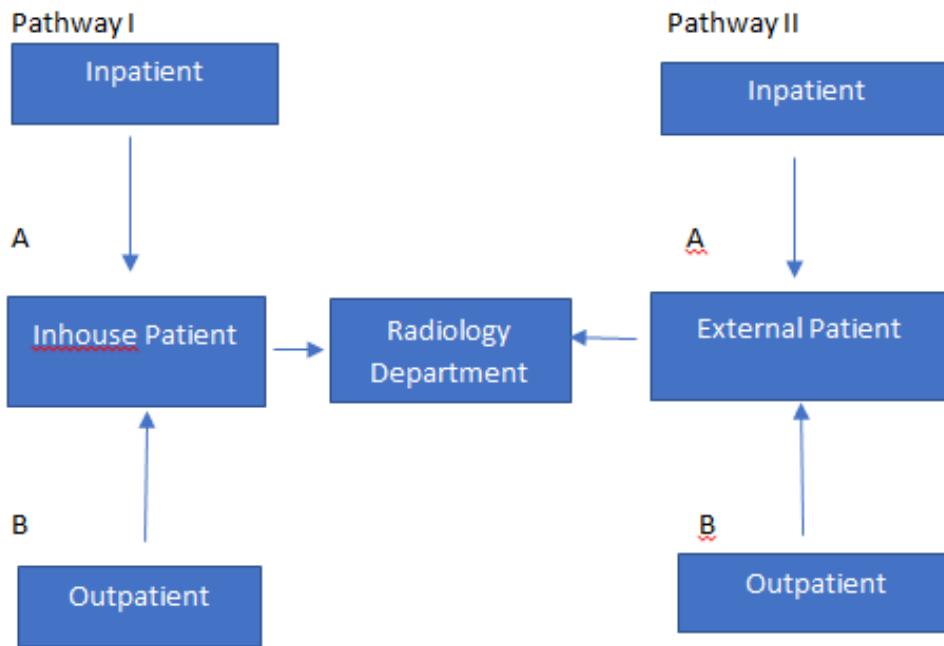 Pathway I
Pathway II
Inpatient
Inpatient
A
A
Inhouse Patient
Radiology
Department
External Patient
B
B
Outpatient
Outpatient